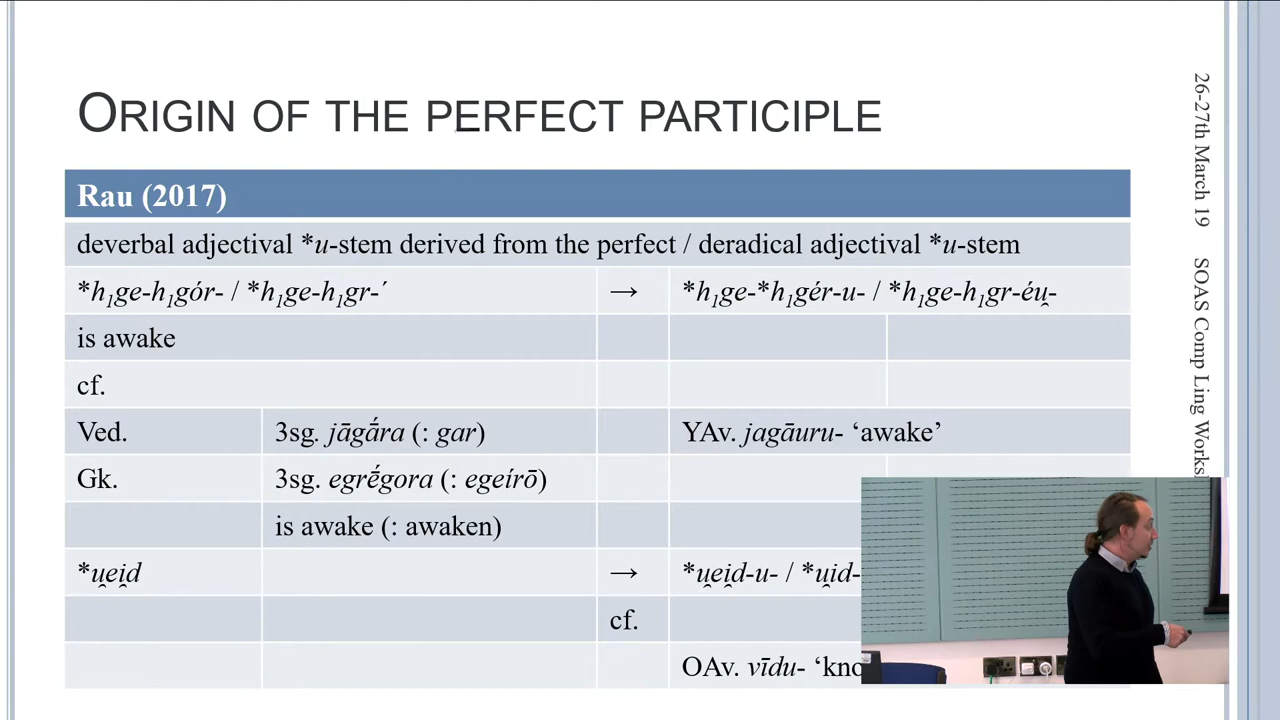 ORIGIN OF THE PERFECT PARTICIPLE
Rau (2017)
deverbal adjectival *u-stem derived from the perfect / deradical adjectival *u-stem
*h₁ge-h₁gór- / *h₁ge-h₁gr-´ → *h₁ge-*h₁gér-u- / *h₁ge-h₁gr-éu̯-
is awake
cf.
Ved. 3sg. jāgā́ra (: gar) YAv. jagāuru- ‘awake’
Gk. 3sg. egrḗgora (: egeírō)
is awake (: awaken)
*u̯ei̯d → *u̯ei̯d-u- / *u̯id-
cf.
OAv. vīdu-
26-27th March 19 SOAS Comp Ling